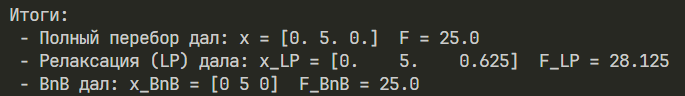 Итоги:
 - Полный перебор дал: x = [0. 5. 0.]  F = 25.0
 - Релаксация (LP) дала: x_LP = [0.    5.    0.625]  F_LP = 28.125
 - BnB дал: x_BnB = [0 5 0]  F_BnB = 25.0